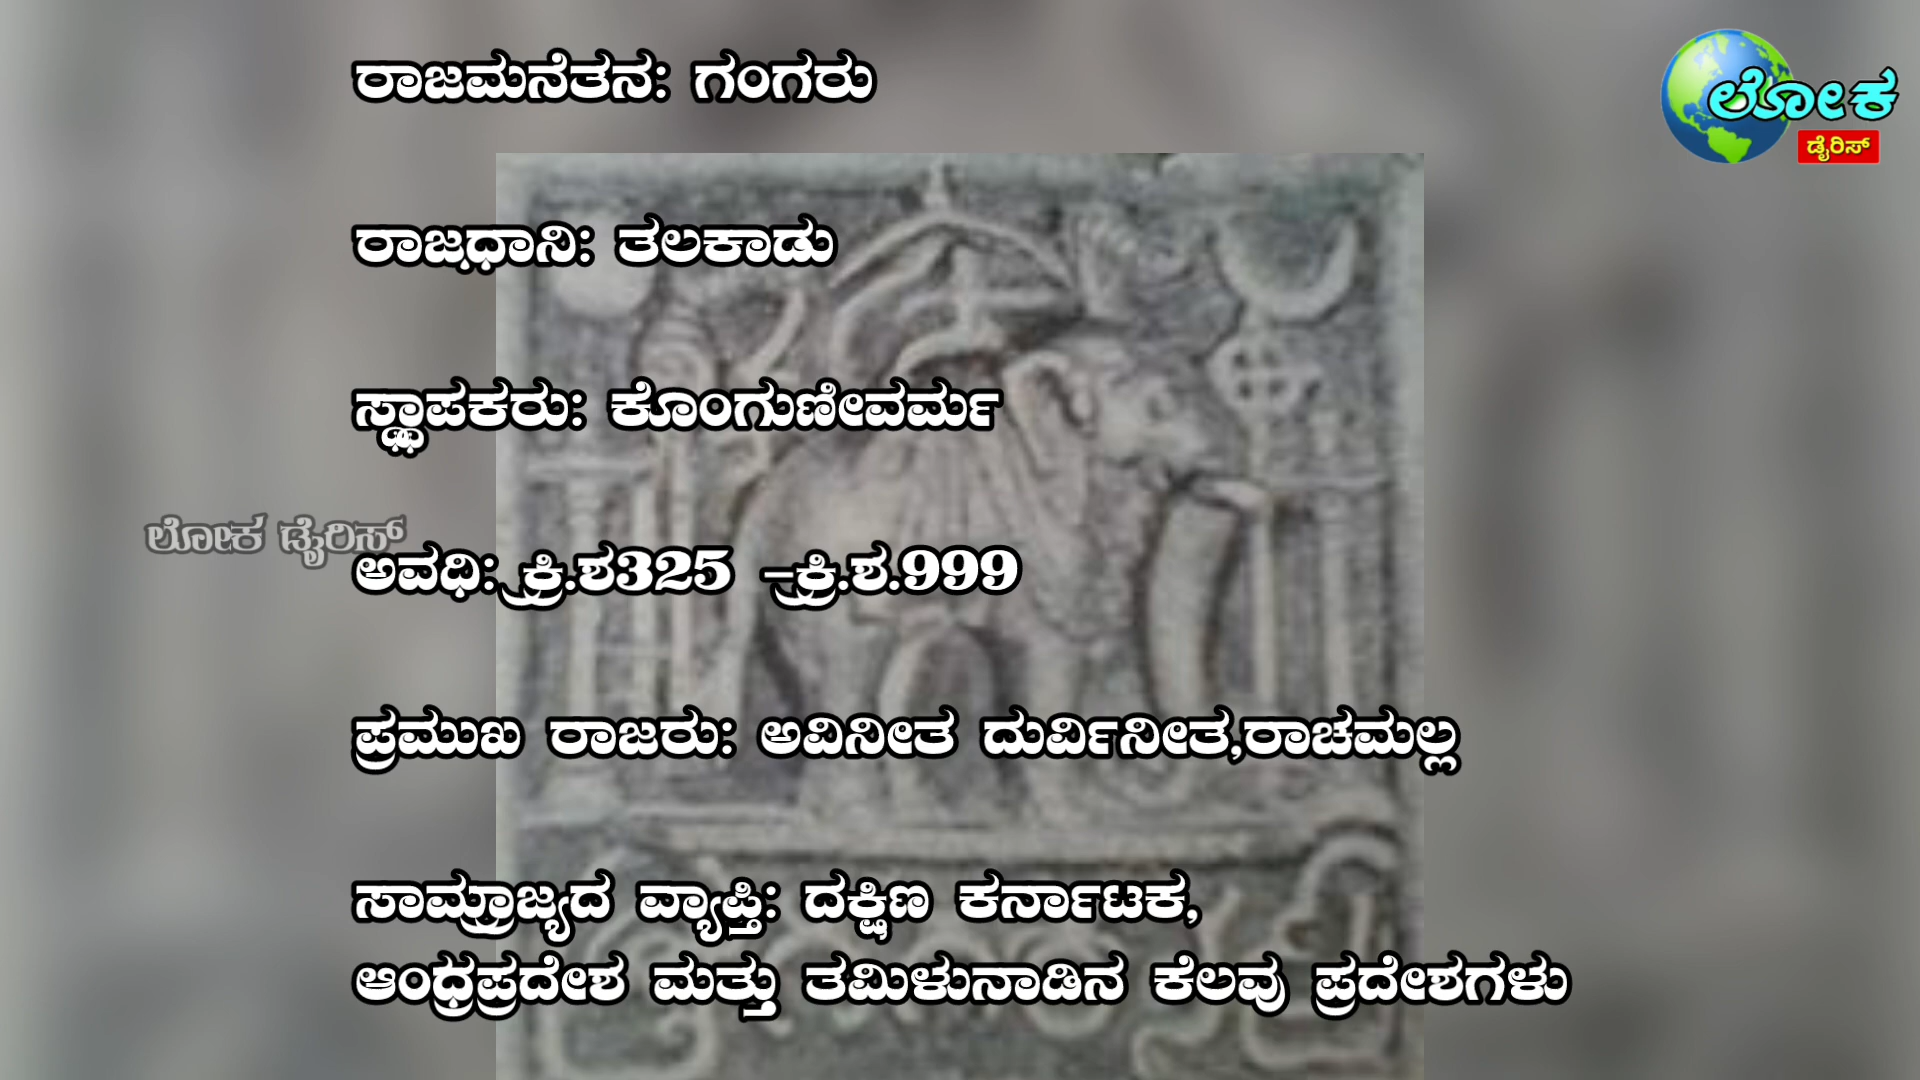 ರಾಜಮನೆತನ: ಗಂಗರು
ಲೋಕ
ಡೈರಿಸ್
ರಾಜಧಾನಿ: ತಲಕಾಡು
ಸ್ಥಾಪಕರು: ಕೊಂಗುಣಿವರ್ಮ
ಲೋಕ ಡೈರಿಸ್
ಅವಧಿ: ಕ್ರಿ.ಶ325 –ಕ್ರಿ.ಶ.999
ಪ್ರಮುಖ ರಾಜರು: ಅವಿನೀತ ದುರ್ವಿನೀತ,ರಾಚಮಲ್ಲ
ಸಾಮ್ರಾಜ್ಯದ ವ್ಯಾಪ್ತಿ: ದಕ್ಷಿಣ ಕರ್ನಾಟಕ,
ಆಂಧ್ರಪ್ರದೇಶ ಮತ್ತು ತಮಿಳುನಾಡಿನ ಕೆಲವು ಪ್ರದೇಶಗಳು